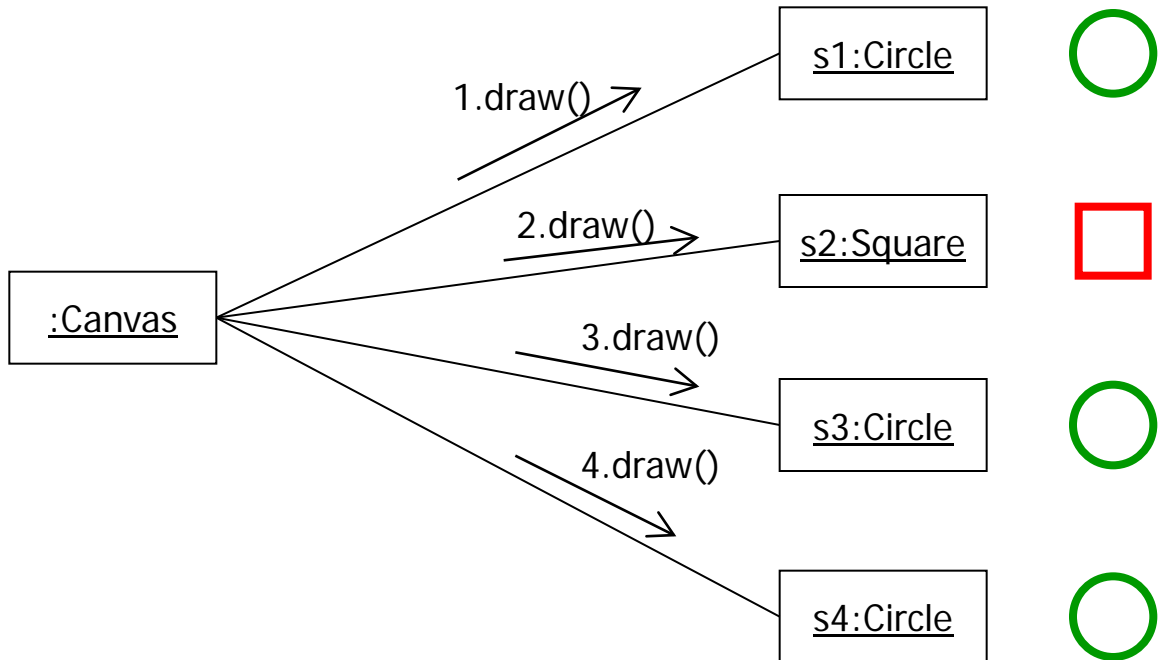 s1:Circle
1.draw()
2.draw()
s2:Square
:Canvas
3.draw()
s3:Circle
4.draw()
s4:Circle